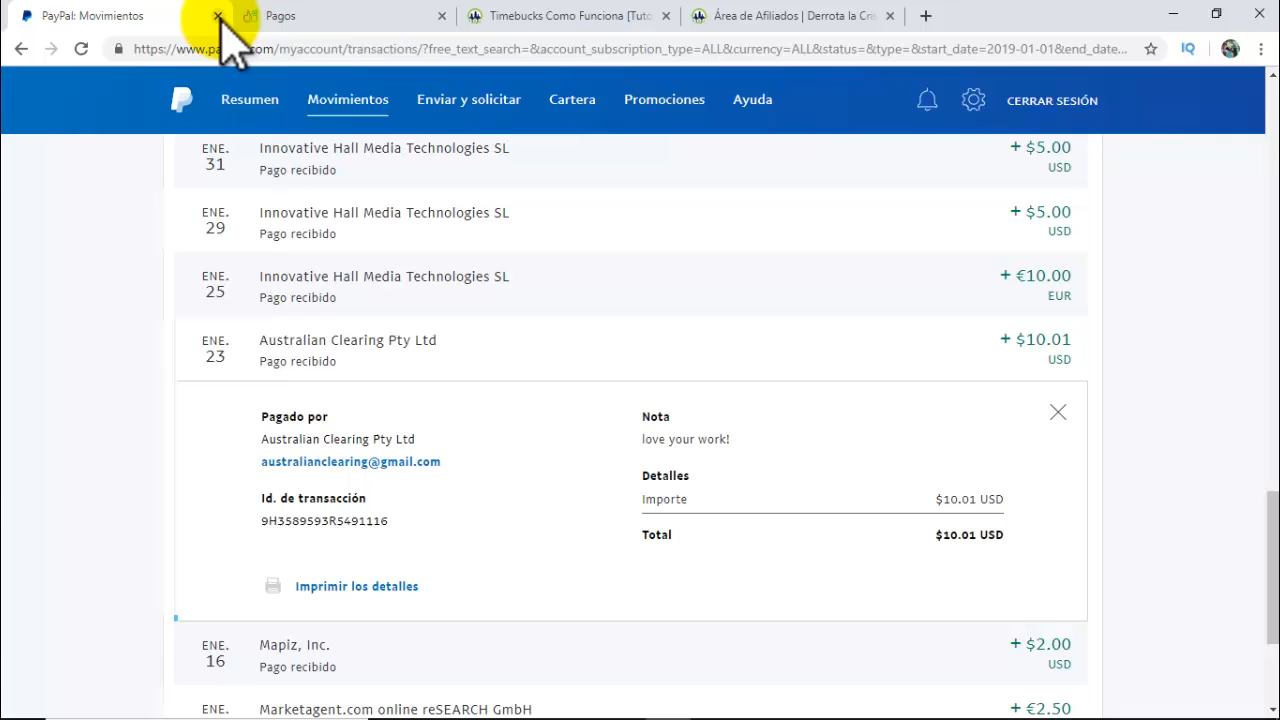 PayPal: Movimientos
Pagos
Timebucks Como Funciona [Tuto
Área de Afiliados | Derrota la Cris
/myaccount/transactions/?free_text_search=&account_subscription_type=ALL&currency=ALL&status=&type=&start_date=2019-01-01&end_date...
IQ
Resumen
Movimientos
Enviar y solicitar
Cartera
Promociones
Ayuda
CERRAR SESIÓN
ENE. 31
Innovative Hall Media Technologies SL
+ $5.00
Pago recibido
USD
ENE. 29
Innovative Hall Media Technologies SL
+ $5.00
Pago recibido
USD
ENE. 25
Innovative Hall Media Technologies SL
+ €10.00
Pago recibido
EUR
ENE. 23
Australian Clearing Pty Ltd
+ $10.01
Pago recibido
USD
Pagado por
Australian Clearing Pty Ltd
australianclearing@gmail.com
Id. de transacción
9H3589593R5491116
Imprimir los detalles
Nota
love your work!
Detalles
Importe $10.01 USD
Total $10.01 USD
ENE. 16
Mapiz, Inc.
+ $2.00
Pago recibido
USD
ENE.
Marketagent.com online reSEARCH GmbH
+ €2.50